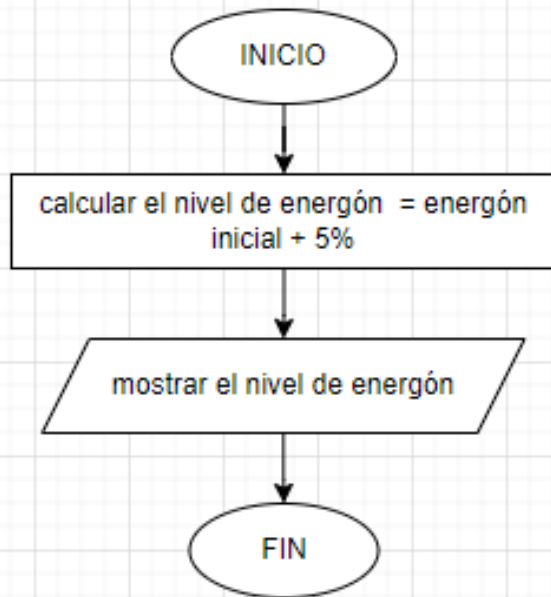 INICIO
calcular el nivel de energón = energón
inicial + 5%
mostrar el nivel de energón
FIN